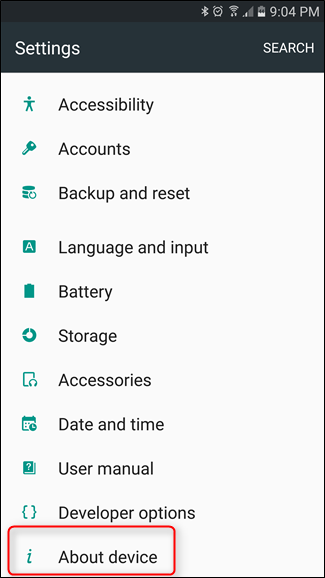 9:04 PM
Settings SEARCH
Accessibility
Accounts
Backup and reset
A Language and input
Battery
Storage
Accessories
Date and time
? User manual
{ } Developer options
i About device